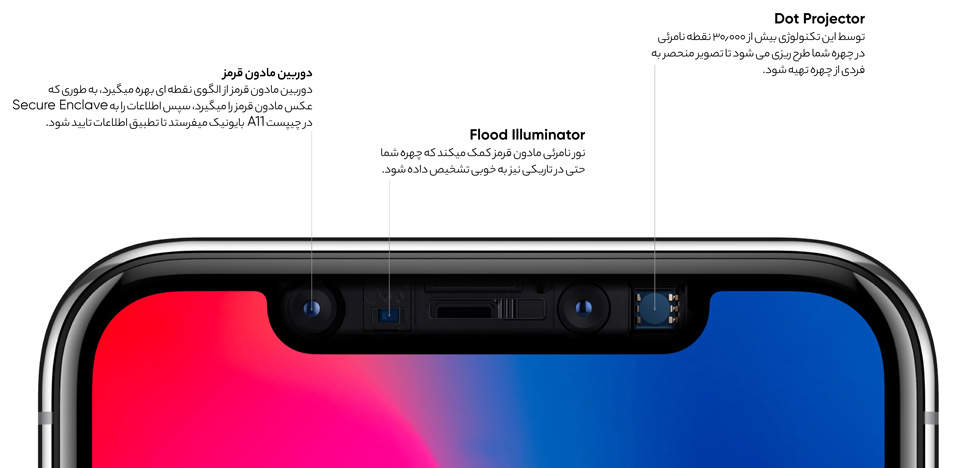 Dot Projector
توسط این تکنولوژی بیش از ۳۰٫۰۰۰ نقطه نامرئی
در چهره شما طرح ریزی می شود تا تصویر منحصر به
فردی از چهره تهیه شود.
دوربین مادون قرمز
دوربین مادون قرمز از الگوی نقطه ای بهره میگیرد، به طوری که
عکس مادون قرمز را میگیرد، سپس اطلاعات را به Secure Enclave
در چیپست A11 بایونیک میفرستد تا تطبیق اطلاعات تایید شود.
Flood Illuminator
نور نامرئی مادون قرمز کمک میکند که چهره شما
حتی در تاریکی نیز به خوبی تشخیص داده شود.